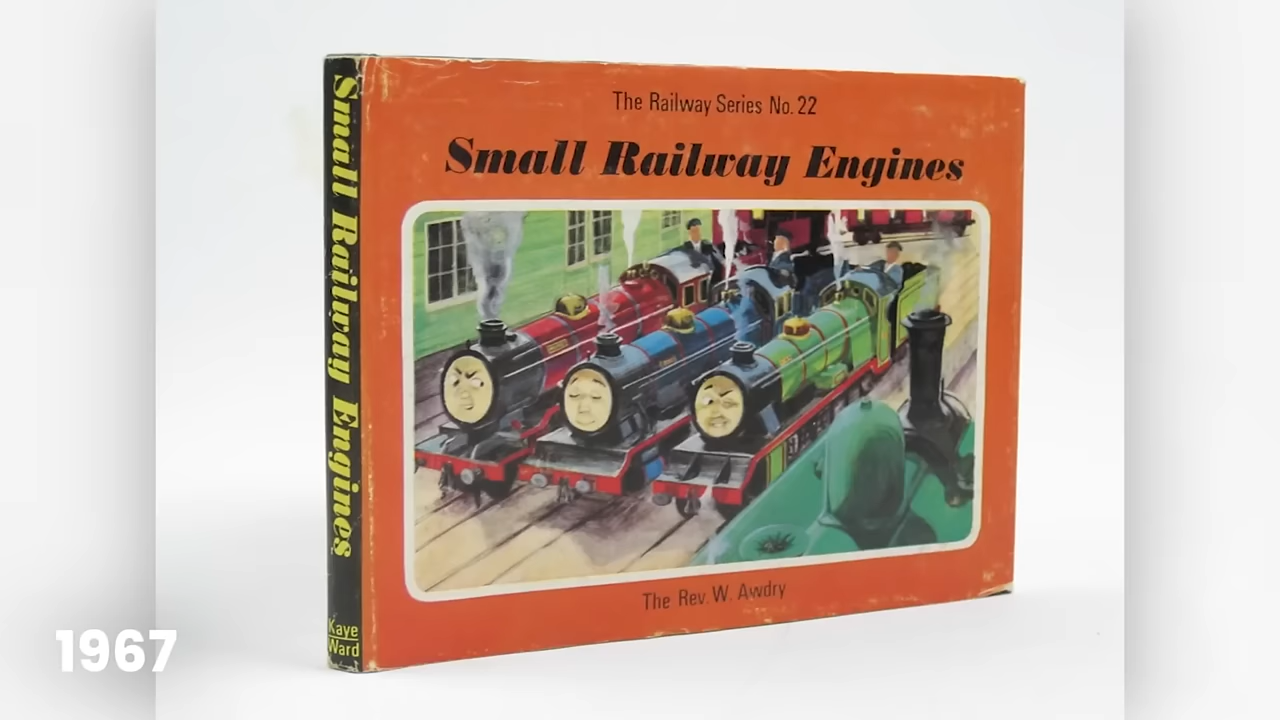 The Railway Series No. 22
Small Railway Engines
Small Railway Engines
The Rev. W. Awdry
Kaye
Ward
1967